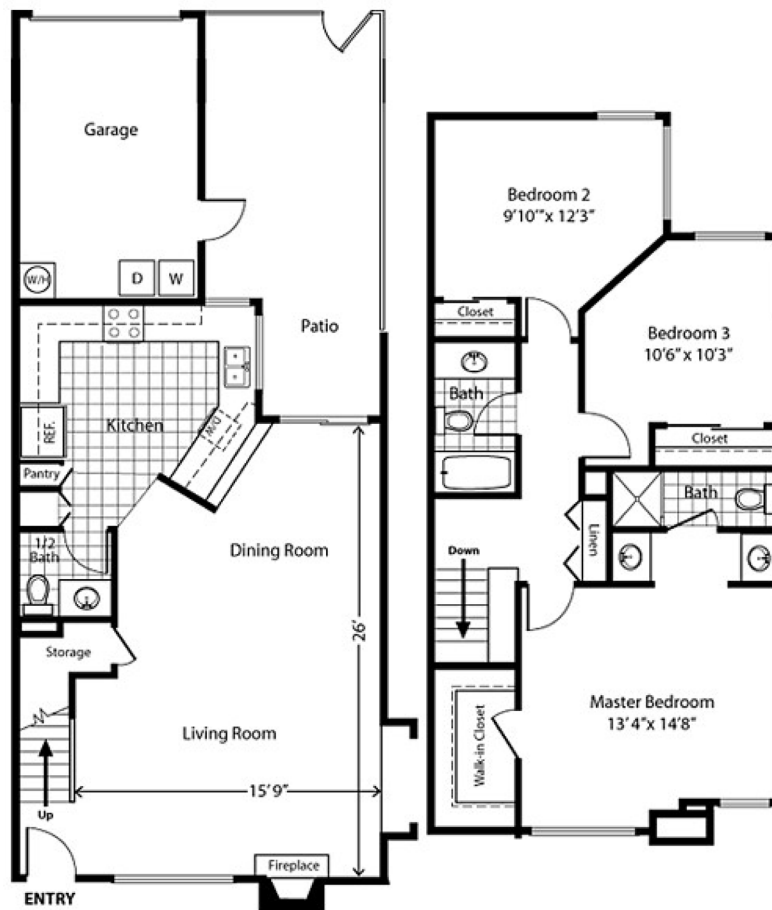 Garage
W/H
D
W
Patio
REF.
Kitchen
M/O
Pantry
1/2
Bath
Dining Room
Storage
26'
Living Room
15'9"
Up
ENTRY
Fireplace
Bedroom 2
9'10'"x 12'3"
Closet
Bedroom 3
10'6" x 10'3"
Closet
Bath
Bath
Linen
Down
Master Bedroom
13'4"x 14'8"
Walk-in Closet